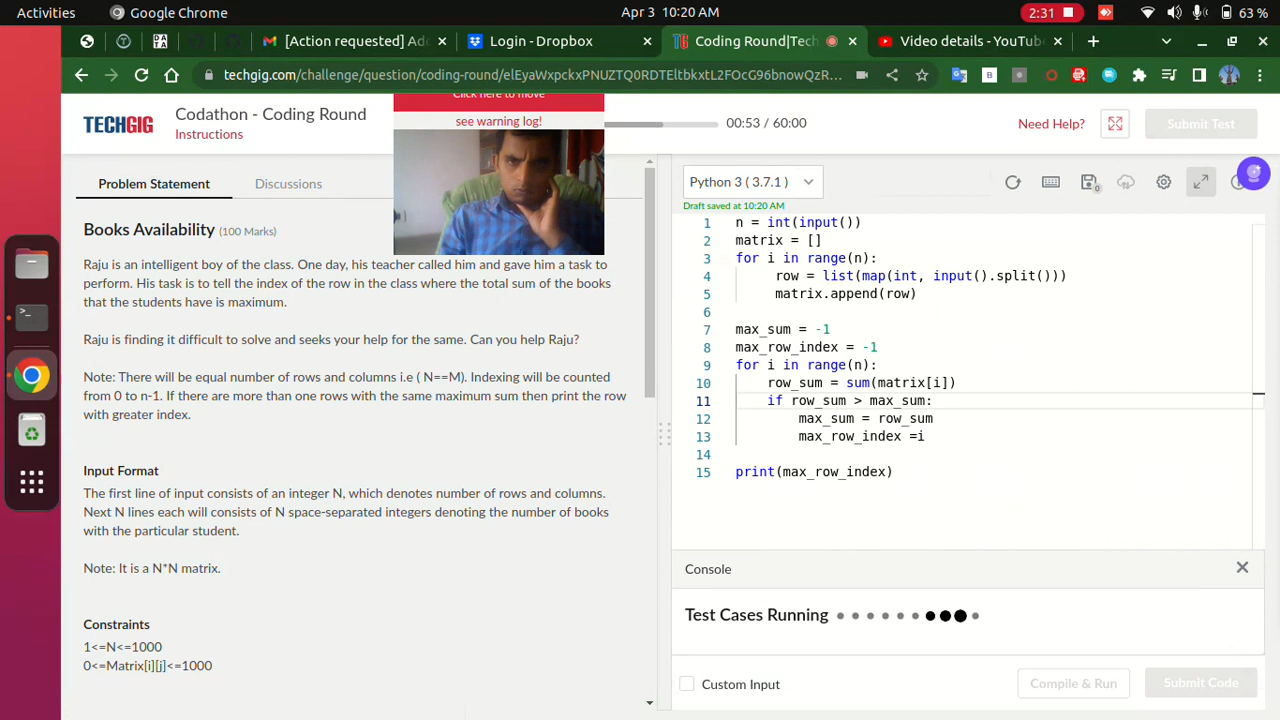 Activities
Google Chrome
Apr 3 10:20 AM
2:31
63 %
[Action requested] Ad
Login - Dropbox
Coding Round|Tech
Video details - YouTube
techgig.com/challenge/question/coding-round/
TECHGIG
Codathon - Coding Round
Instructions
Click here to move
see warning log!
00:53 / 60:00
Need Help?
Submit Test
Problem Statement
Discussions
Books Availability (100 Marks)
Raju is an intelligent boy of the class. One day, his teacher called him and gave him a task to
perform. His task is to tell the index of the row in the class where the total sum of the books
that the students have is maximum.
Raju is finding it difficult to solve and seeks your help for the same. Can you help Raju?
Note: There will be equal number of rows and columns i.e ( N==M). Indexing will be counted
from 0 to n-1. If there are more than one rows with the same maximum sum then print the row
with greater index.
Input Format
The first line of input consists of an integer N, which denotes number of rows and columns.
Next N lines each will consists of N space-separated integers denoting the number of books
with the particular student.
Note: It is a N*N matrix.
Constraints
1<=N<=1000
0<=Matrix[i][j]<=1000
Python 3 ( 3.7.1 )
0
Draft saved at 10:20 AM
1 n = int(input())
2 matrix = []
3 for i in range(n):
4 row = list(map(int, input().split()))
5 matrix.append(row)
6
7 max_sum = -1
8 max_row_index = -1
9 for i in range(n):
10 row_sum = sum(matrix[i])
11 if row_sum > max_sum:
12 max_sum = row_sum
13 max_row_index =i
14
15 print(max_row_index)
Console
Test Cases Running
Custom Input
Compile & Run
Submit Code